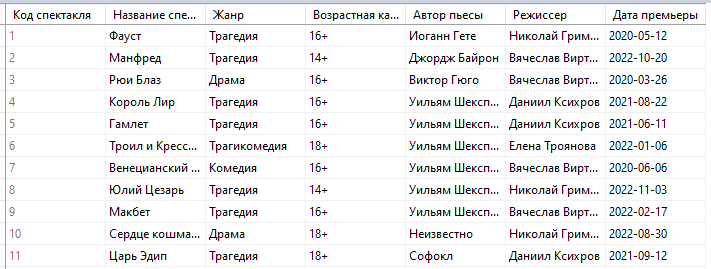 Код спектакля Название спе... Жанр Возрастная ка... Автор пьесы Режиссер Дата премьеры
1 Фауст Трагедия 16+ Иоганн Гете Николай Грим... 2020-05-12
2 Манфред Трагедия 14+ Джордж Байрон Вячеслав Вирт... 2022-10-20
3 Рюи Блаз Драма 16+ Виктор Гюго Вячеслав Вирт... 2020-03-26
4 Король Лир Трагедия 16+ Уильям Шексп... Даниил Ксихров 2021-08-22
5 Гамлет Трагедия 16+ Уильям Шексп... Даниил Ксихров 2021-06-11
6 Троил и Кресс... Трагикомедия 18+ Уильям Шексп... Елена Троянова 2022-01-06
7 Венецианский ... Комедия 16+ Уильям Шексп... Вячеслав Вирт... 2020-06-06
8 Юлий Цезарь Трагедия 14+ Уильям Шексп... Николай Грим... 2022-11-03
9 Макбет Трагедия 16+ Уильям Шексп... Вячеслав Вирт... 2022-02-17
10 Сердце кошма... Драма 18+ Неизвестно Николай Грим... 2022-08-30
11 Царь Эдип Трагедия 18+ Софокл Даниил Ксихров 2021-09-12